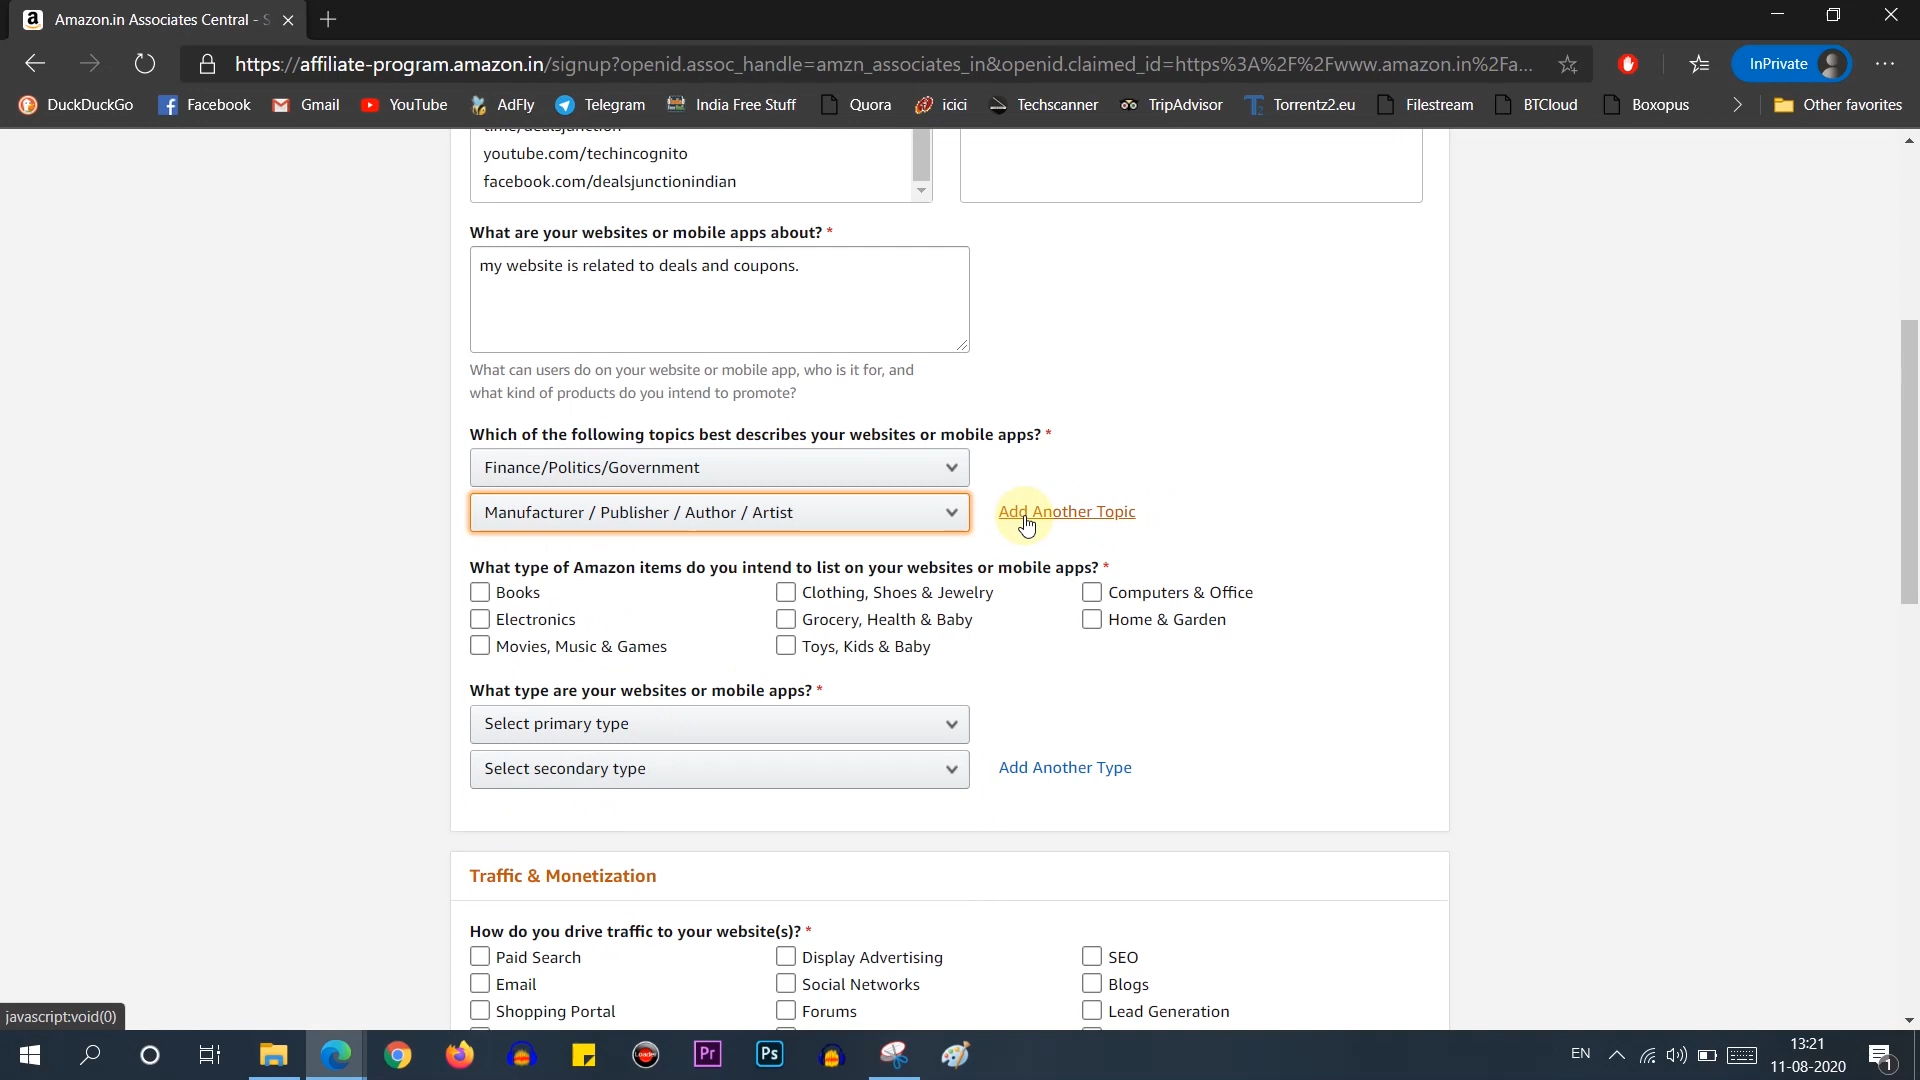 Amazon.in Associates Central - S
https://affiliate-program.amazon.in/signup?openid.assoc_handle=amzn_associates_in&openid.claimed_id=https%3A%2F%2Fwww.amazon.in%2Fa...
InPrivate
DuckDuckGo
Facebook
Gmail
YouTube
AdFly
Telegram
India Free Stuff
Quora
icici
Techscanner
TripAdvisor
Torrentz2.eu
Filestream
BTCloud
Boxopus
Other favorites
youtube.com/techincognito
facebook.com/dealsjunctionindian
What are your websites or mobile apps about? *
my website is related to deals and coupons.
What can users do on your website or mobile app, who is it for, and
what kind of products do you intend to promote?
Which of the following topics best describes your websites or mobile apps? *
Finance/Politics/Government
Manufacturer / Publisher / Author / Artist
Add Another Topic
What type of Amazon items do you intend to list on your websites or mobile apps? *
Books
Clothing, Shoes & Jewelry
Computers & Office
Electronics
Grocery, Health & Baby
Home & Garden
Movies, Music & Games
Toys, Kids & Baby
What type are your websites or mobile apps? *
Select primary type
Select secondary type
Add Another Type
Traffic & Monetization
How do you drive traffic to your website(s)? *
Paid Search
Display Advertising
SEO
Email
Social Networks
Blogs
Shopping Portal
Forums
Lead Generation
javascript:void(0)
Loader
Pr
Ps
EN
13:21
11-08-2020
1